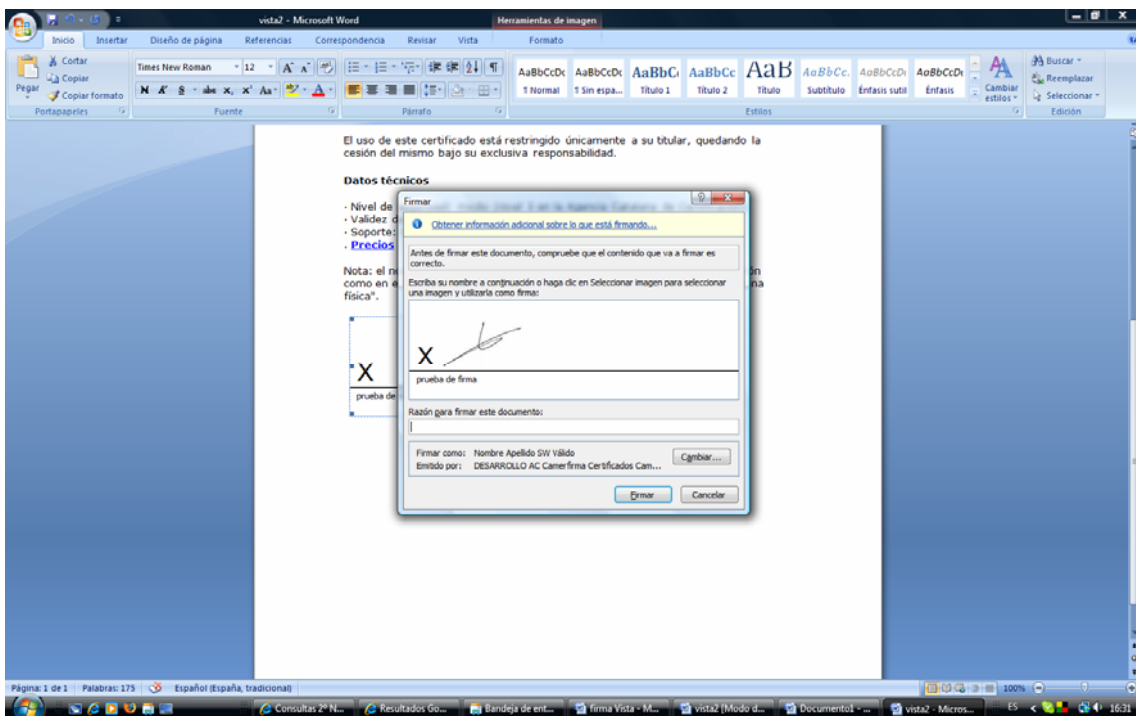 vista2 - Microsoft Word
Herramientas de imagen
Inicio Insertar Diseño de página Referencias Correspondencia Revisar Vista Formato
Pegar
Cortar
Copiar
Copiar formato
Portapapeles
Times New Roman 12
Fuente
Párrafo
AaBbCcDc AaBbCcDc AaBbC AaBbCc AaB AaBbCc. AaBbCcDc AaBbCcDc
¶ Normal ¶ Sin espa... Título 1 Título 2 Título Subtítulo Énfasis sutil Énfasis
Cambiar estilos
Estilos
Buscar
Reemplazar
Seleccionar
Edición
El uso de este certificado está restringido únicamente a su titular, quedando la
cesión del mismo bajo su exclusiva responsabilidad.
Datos técnicos
· Nivel de
· Validez d
· Soporte:
. Precios
Nota: el n
como en e
física".
X
prueba de
Firmar
Obtener información adicional sobre lo que está firmando...
Antes de firmar este documento, compruebe que el contenido que va a firmar es
correcto.
Escriba su nombre a continuación o haga clic en Seleccionar imagen para seleccionar
una imagen y utilizarla como firma:
X
prueba de firma
Razón para firmar este documento:
Firmar como: Nombre Apellido SW Válido
Emitido por: DESARROLLO AC Camerfirma Certificados Cam...
Cambiar...
Firmar Cancelar
Página: 1 de 1 Palabras: 175 Español (España, tradicional) 100%
Consultas 2º N... Resultados Go... Bandeja de ent... firma Vista - M... vista2 [Modo d... Documento1 - ... vista2 - Micros... ES 16:31